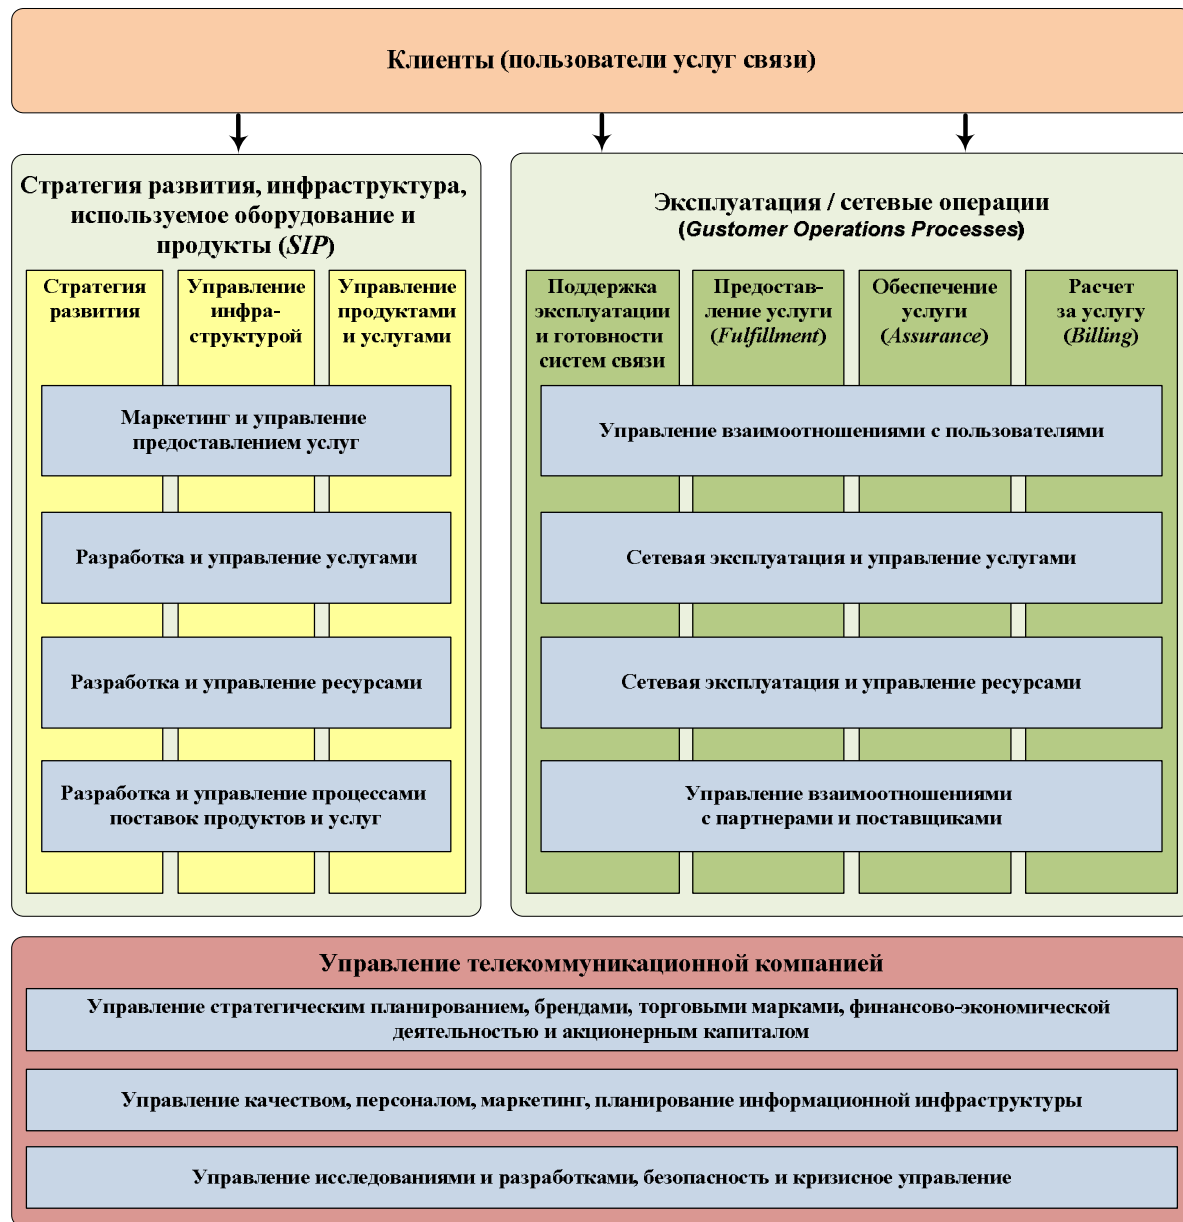 Клиенты (пользователи услуг связи)
Стратегия развития, инфраструктура,
используемое оборудование и
продукты (SIP)
Стратегия
развития
Управление
инфра-
структурой
Управление
продуктами
и услугами
Маркетинг и управление
предоставлением услуг
Разработка и управление услугами
Разработка и управление ресурсами
Разработка и управление процессами
поставок продуктов и услуг
Эксплуатация / сетевые операции
(Gustomer Operations Processes)
Поддержка
эксплуатации
и готовности
систем связи
Предостав-
ление услуги
(Fulfillment)
Обеспечение
услуги
(Assurance)
Расчет
за услугу
(Billing)
Управление взаимоотношениями с пользователями
Сетевая эксплуатация и управление услугами
Сетевая эксплуатация и управление ресурсами
Управление взаимоотношениями
с партнерами и поставщиками
Управление телекоммуникационной компанией
Управление стратегическим планированием, брендами, торговыми марками, финансово-экономической
деятельностью и акционерным капиталом
Управление качеством, персоналом, маркетинг, планирование информационной инфраструктуры
Управление исследованиями и разработками, безопасность и кризисное управление